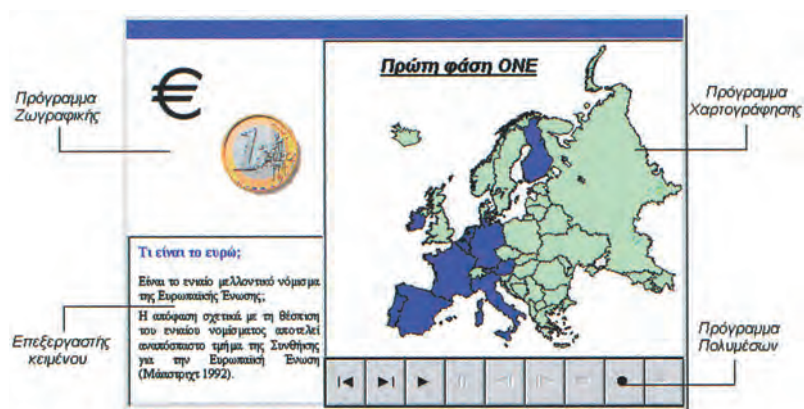 Πρόγραμμα
Ζωγραφικής
€
1
Πρώτη φάση ΟΝΕ
Πρόγραμμα
Χαρτογράφησης
Τι είναι το ευρώ;
Είναι το ενιαίο μελλοντικό νόμισμα
της Ευρωπαϊκής Ένωσης;
Η απόφαση σχετικά με τη θέσπιση
του ενιαίου νομίσματος αποτελεί
αναπόσπαστο τμήμα της Συνθήκης
για την Ευρωπαϊκή Ένωση
(Μάαστριχτ 1992).
Επεξεργαστής
κειμένου
Πρόγραμμα
Πολυμέσων